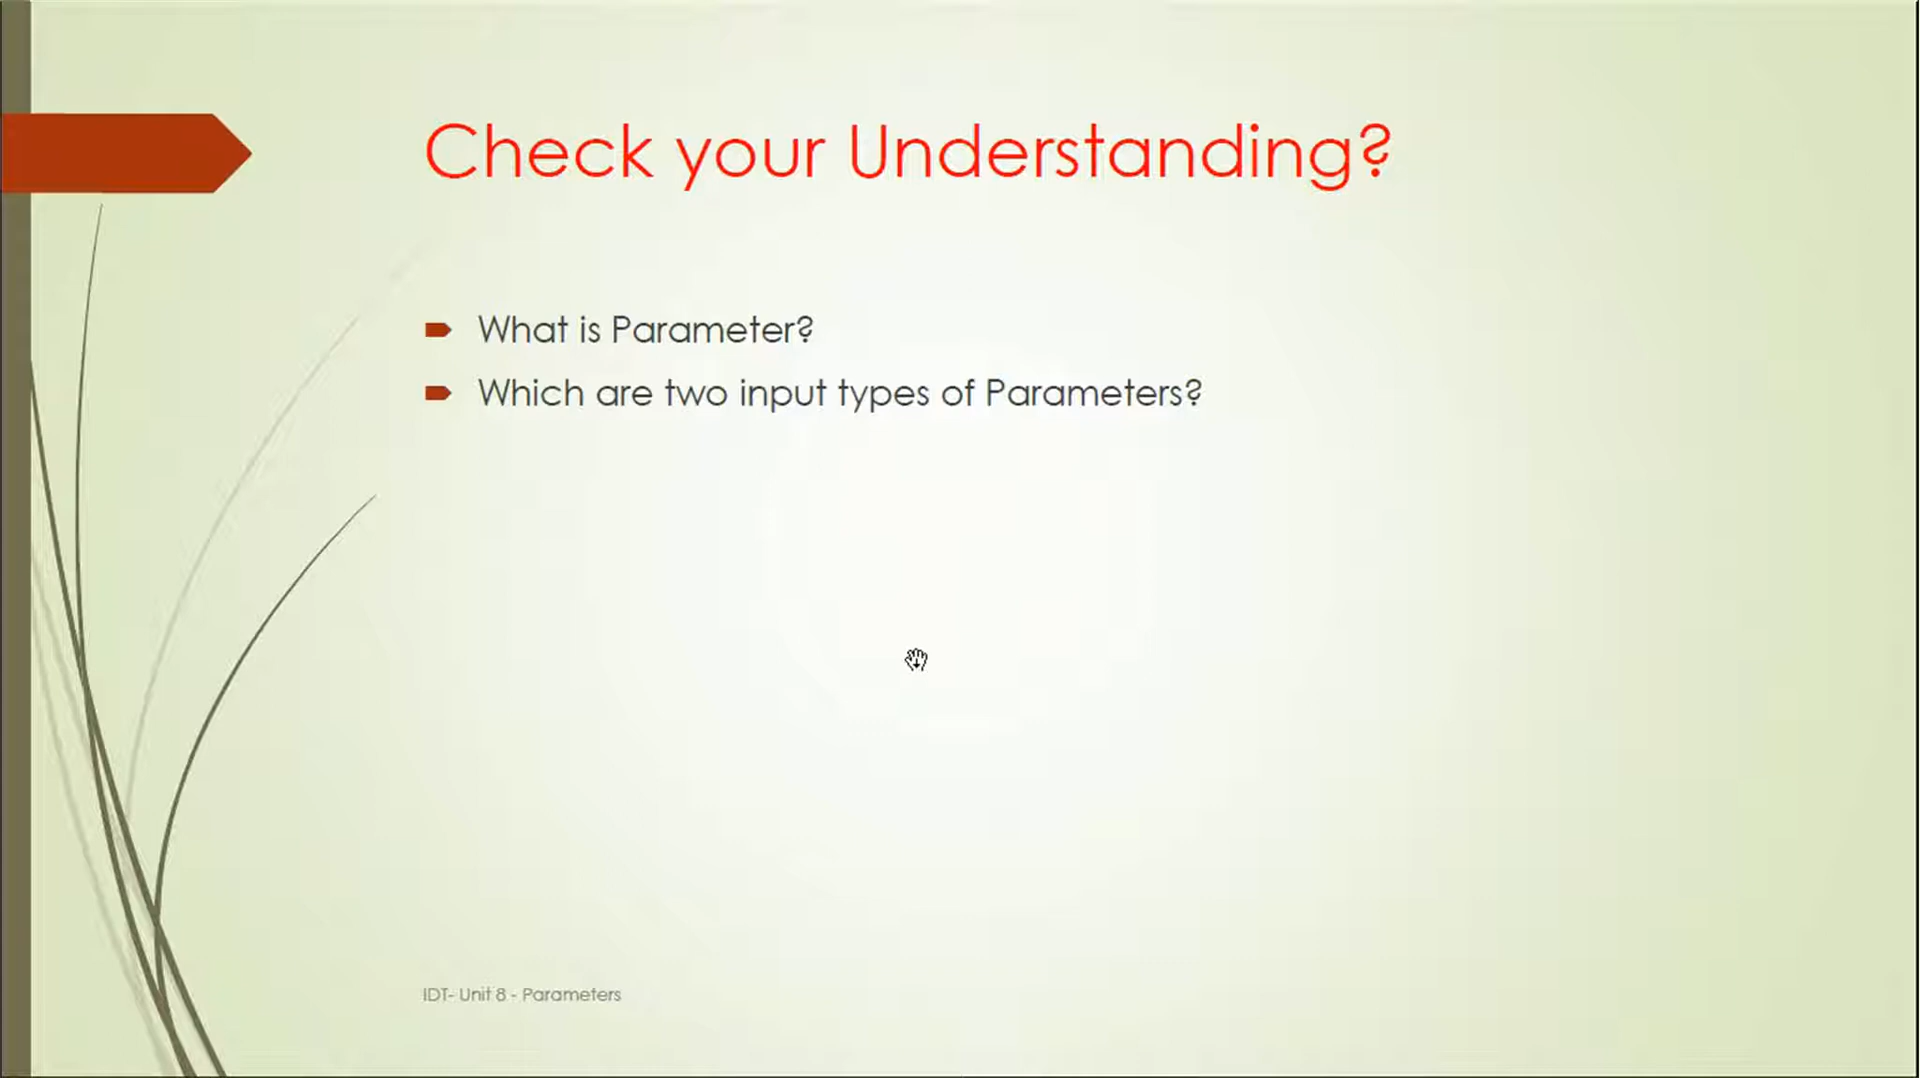 Check your Understanding?
What is Parameter?
Which are two input types of Parameters?
IDT- Unit 8 - Parameters